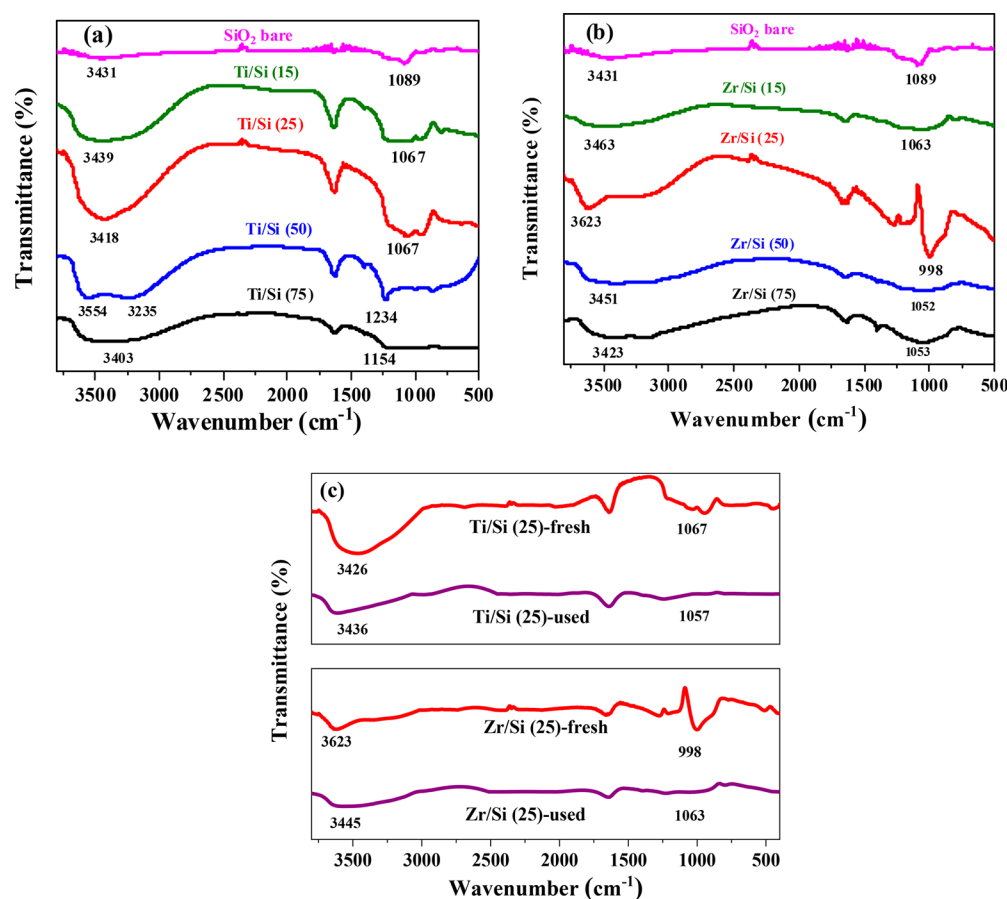 (a)
SiO2 bare
3431
1089
Ti/Si (15)
3439
1067
Ti/Si (25)
3418
1067
Ti/Si (50)
3554
3235
1234
Ti/Si (75)
3403
1154
Transmittance (%)
3500 3000 2500 2000 1500 1000 500
Wavenumber (cm-1)
(b)
SiO2 bare
3431
1089
Zr/Si (15)
3463
1063
Zr/Si (25)
3623
998
Zr/Si (50)
3451
1052
Zr/Si (75)
3423
1053
Transmittance (%)
3500 3000 2500 2000 1500 1000 500
Wavenumber (cm-1)
(c)
Ti/Si (25)-fresh
3426
1067
Ti/Si (25)-used
3436
1057
Zr/Si (25)-fresh
3623
998
Zr/Si (25)-used
3445
1063
Transmittance (%)
3500 3000 2500 2000 1500 1000 500
Wavenumber (cm-1)